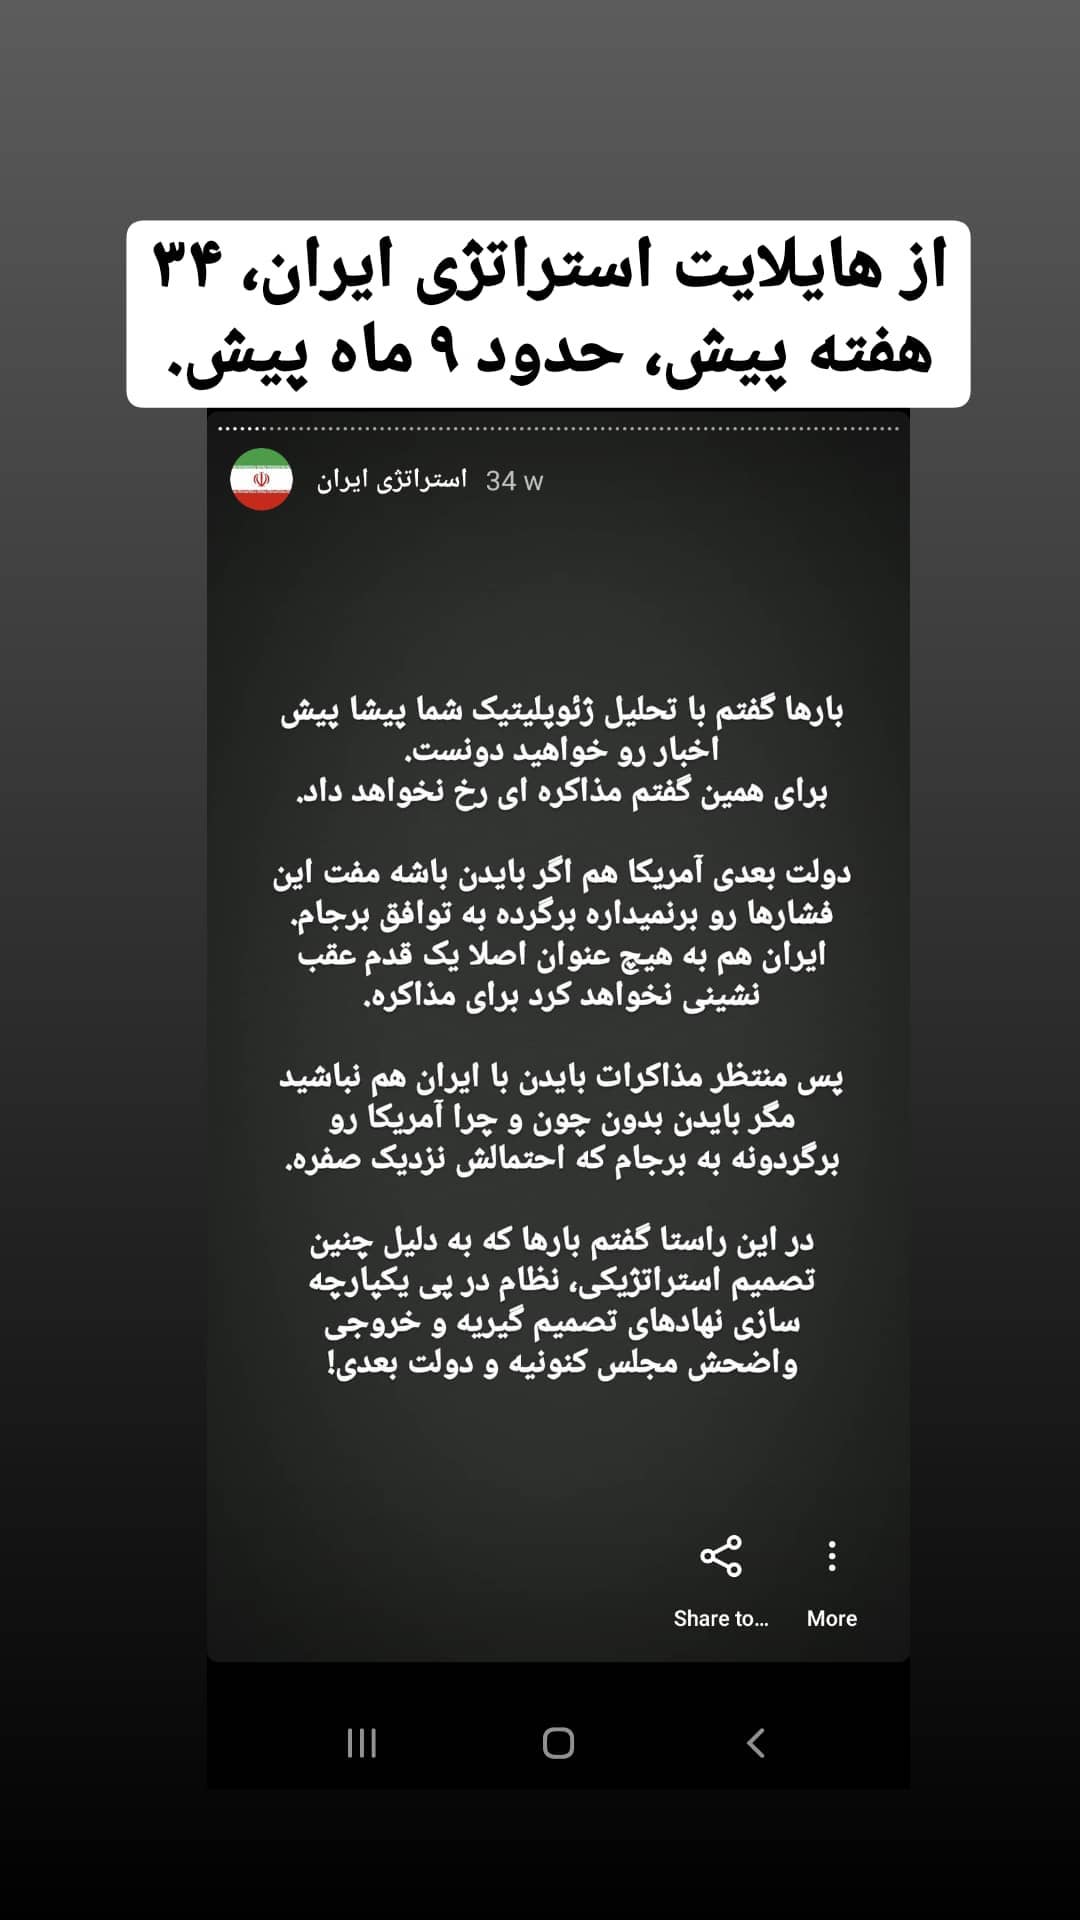 از هایلایت استراتژی ایران، ۳۴
هفته پیش، حدود ۹ ماه پیش.
استراتژی ایران 34 w
بارها گفتم با تحلیل ژئوپلیتیک شما پیشا پیش
اخبار رو خواهید دونست.
برای همین گفتم مذاکره ای رخ نخواهد داد.
دولت بعدی آمریکا هم اگر بایدن باشه مفت این
فشارها رو برنمیداره برگرده به توافق برجام.
ایران هم به هیچ عنوان اصلا یک قدم عقب
نشینی نخواهد کرد برای مذاکره.
پس منتظر مذاکرات بایدن با ایران هم نباشید
مگر بایدن بدون چون و چرا آمریکا رو
برگردونه به برجام که احتمالش نزدیک صفره.
در این راستا گفتم بارها که به دلیل چنین
تصمیم استراتژیکی، نظام در پی یکپارچه
سازی نهادهای تصمیم گیریه و خروجی
واضحش مجلس کنونیه و دولت بعدی!
Share to... More